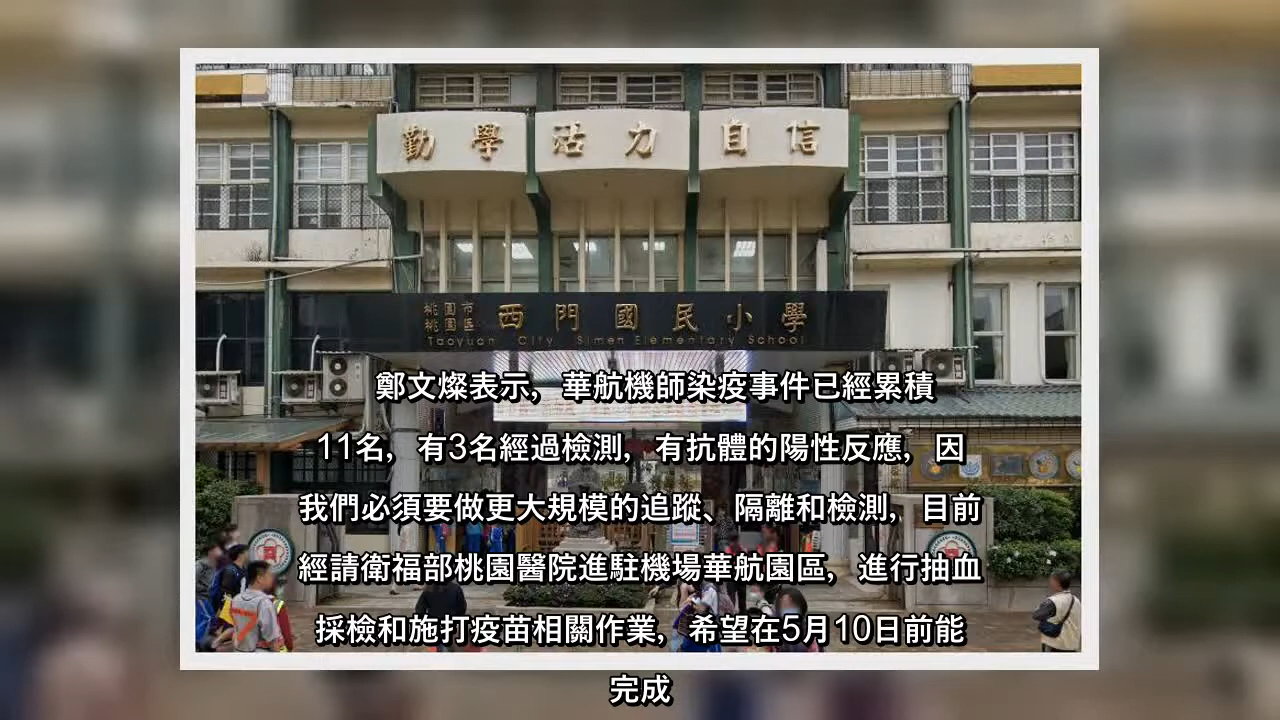 勤學 活力 自信
桃園市
桃園區
西門國民小學
Taoyuan City Simen Elementary School
鄭文燦表示，華航機師染疫事件已經累積
11名，有3名經過檢測，有抗體的陽性反應，因
我們必須要做更大規模的追蹤、隔離和檢測，目前
經請衛福部桃園醫院進駐機場華航園區，進行抽血
採檢和施打疫苗相關作業，希望在5月10日前能
完成